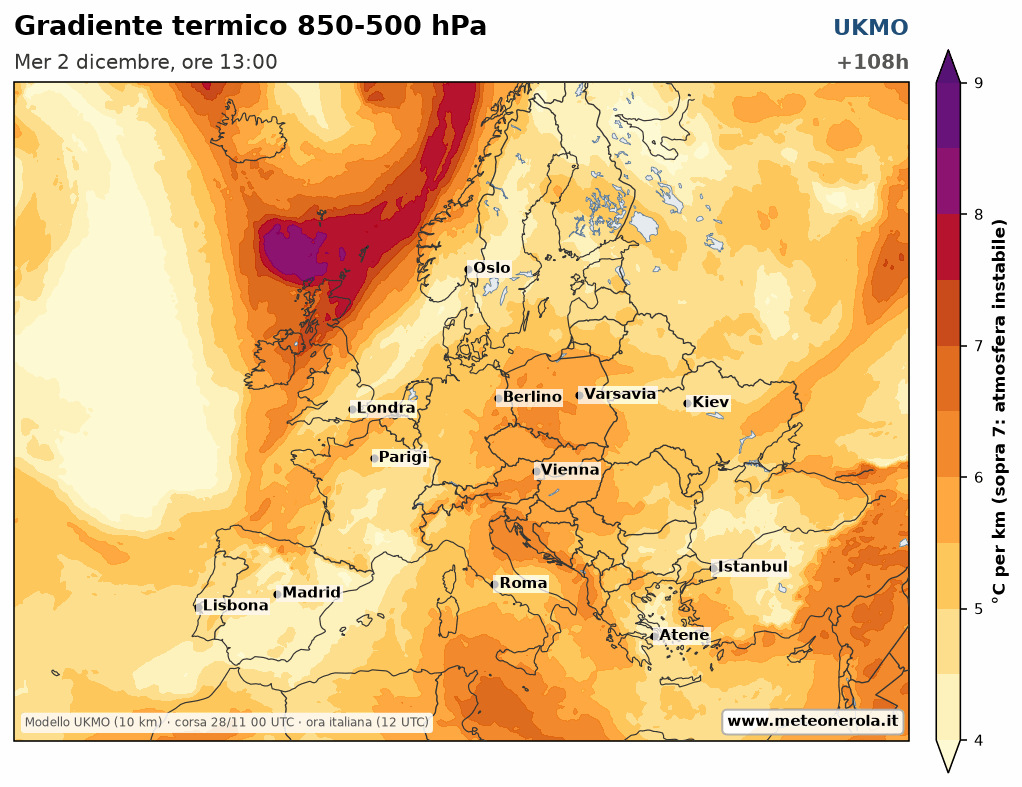 Gradiente termico 850-500 hPa
UKMO
Mer 2 dicembre, ore 13:00
+108h
Oslo
Berlino
Varsavia
Kiev
Londra
Parigi
Vienna
Istanbul
Roma
Madrid
Lisbona
Atene
Modello UKMO (10 km) · corsa 28/11 00 UTC · ora italiana (12 UTC)
www.meteonerola.it
9
8
7
6
5
4
°C per km (sopra 7: atmosfera instabile)